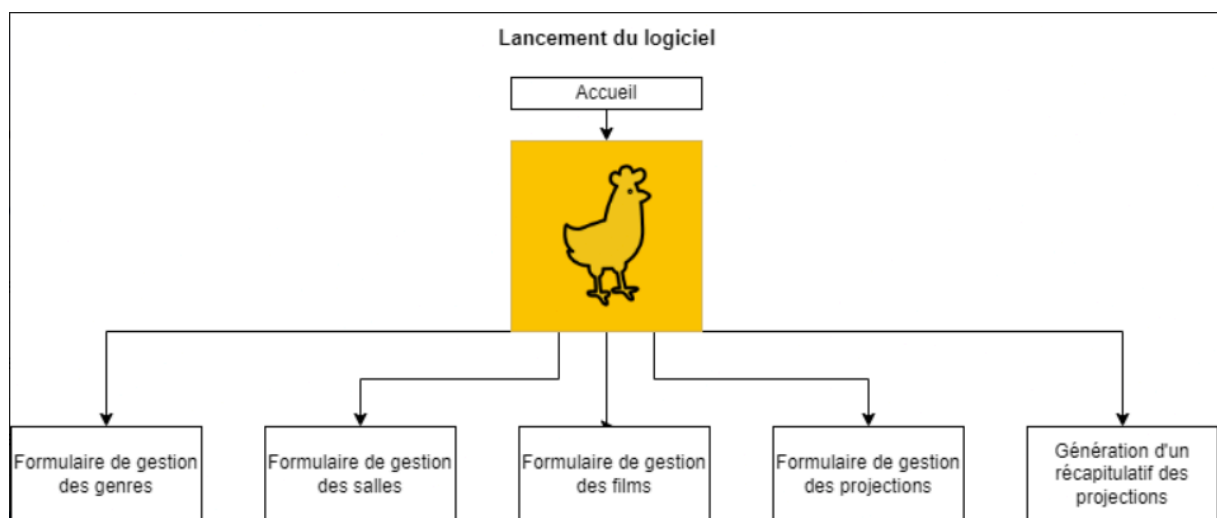 Lancement du logiciel
Accueil
Formulaire de gestion
des genres
Formulaire de gestion
des salles
Formulaire de gestion
des films
Formulaire de gestion
des projections
Génération d'un
récapitulatif des
projections